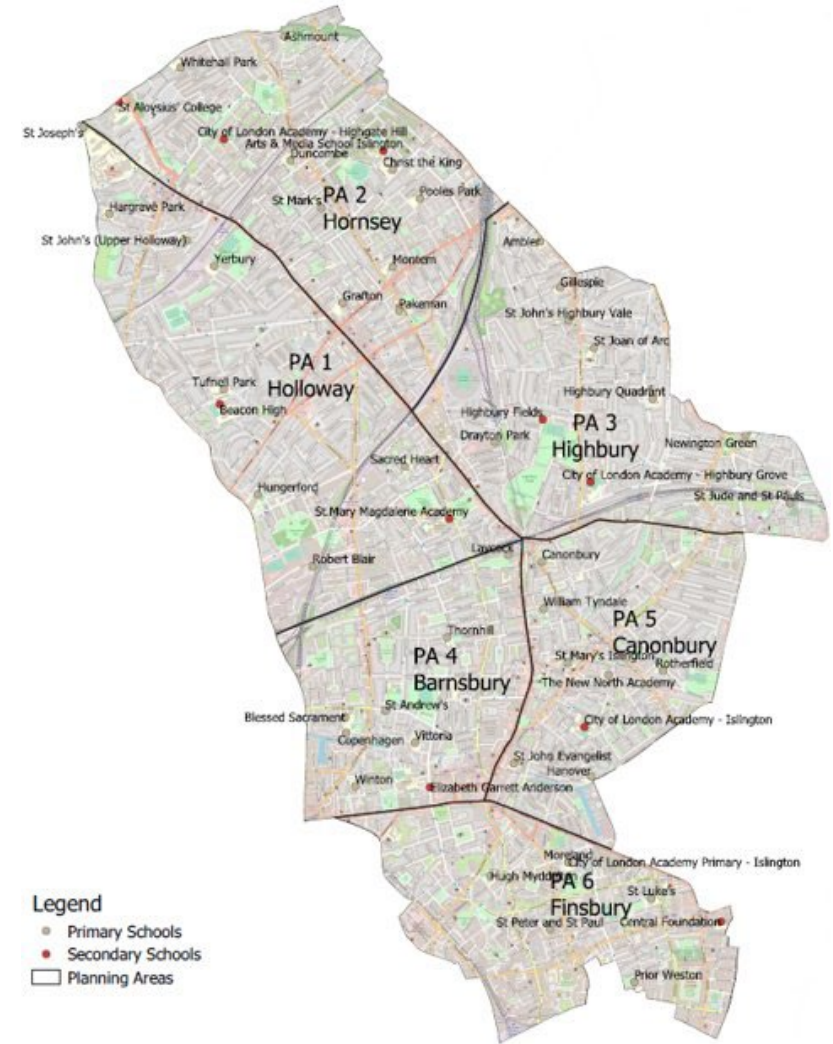 Ashmount
Whitehall Park
St Aloysius' College
St Joseph's
City of London Academy - Highgate Hill
Arts & Media School Islington
Duncombe
Christ the King
Pooles Park
St Mark's
PA 2
Hornsey
Hargrave Park
St John's (Upper Holloway)
Yerbury
Montem
Ambler
Gillespie
Grafton
Pakeman
St John's Highbury Vale
St Joan of Arc
PA 1
Holloway
Tufnell Park
Beacon High
Highbury Quadrant
Highbury Fields
PA 3
Highbury
Drayton Park
Newington Green
Sacred Heart
City of London Academy - Highbury Grove
Hungerford
St Jude and St Pauls
St Mary Magdalene Academy
Laycock
Canonbury
Robert Blair
William Tyndale
PA 5
Canonbury
Thornhill
St Mary's Islington
Rotherfield
PA 4
Barnsbury
The New North Academy
St Andrew's
Blessed Sacrament
City of London Academy - Islington
Copenhagen
Vittoria
St John Evangelist
Hanover
Winton
Elizabeth Garrett Anderson
Moreland
City of London Academy Primary - Islington
Hugh Myddelton
PA 6
Finsbury
St Luke's
St Peter and St Paul
Central Foundation
Prior Weston
Legend
Primary Schools
Secondary Schools
Planning Areas